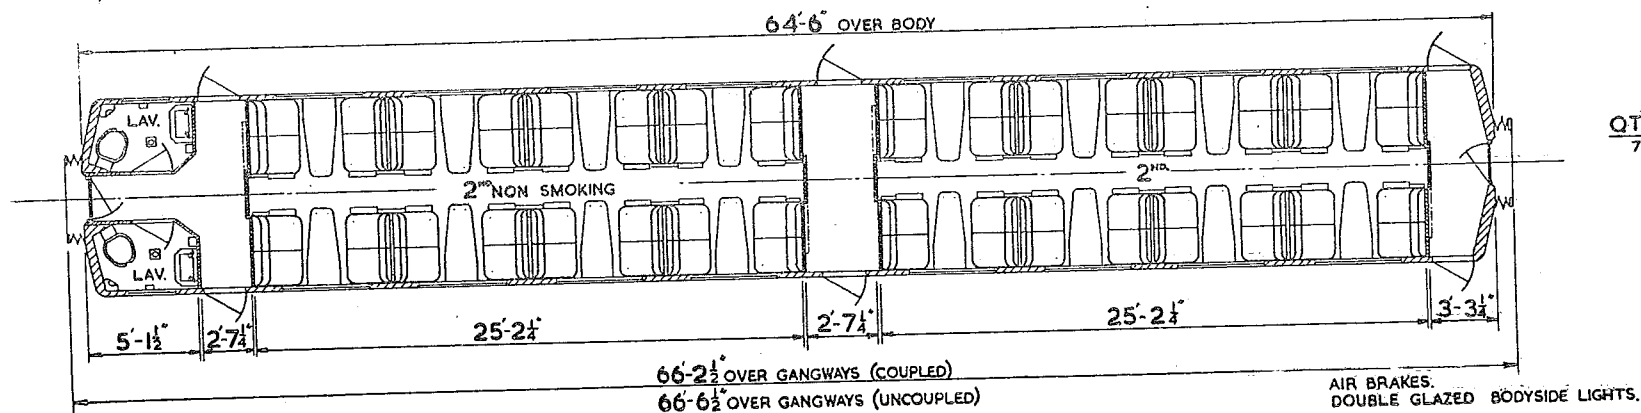 64'-6" OVER BODY
LAV.
QT
7
2ND NON SMOKING
2ND.
LAV.
5'-1½"
2'-7¼"
25'-2¼"
2'-7¼"
25'-2¼"
3'-3¼"
66'-2½" OVER GANGWAYS (COUPLED)
66'-6½" OVER GANGWAYS (UNCOUPLED)
AIR BRAKES.
DOUBLE GLAZED BODYSIDE LIGHTS.